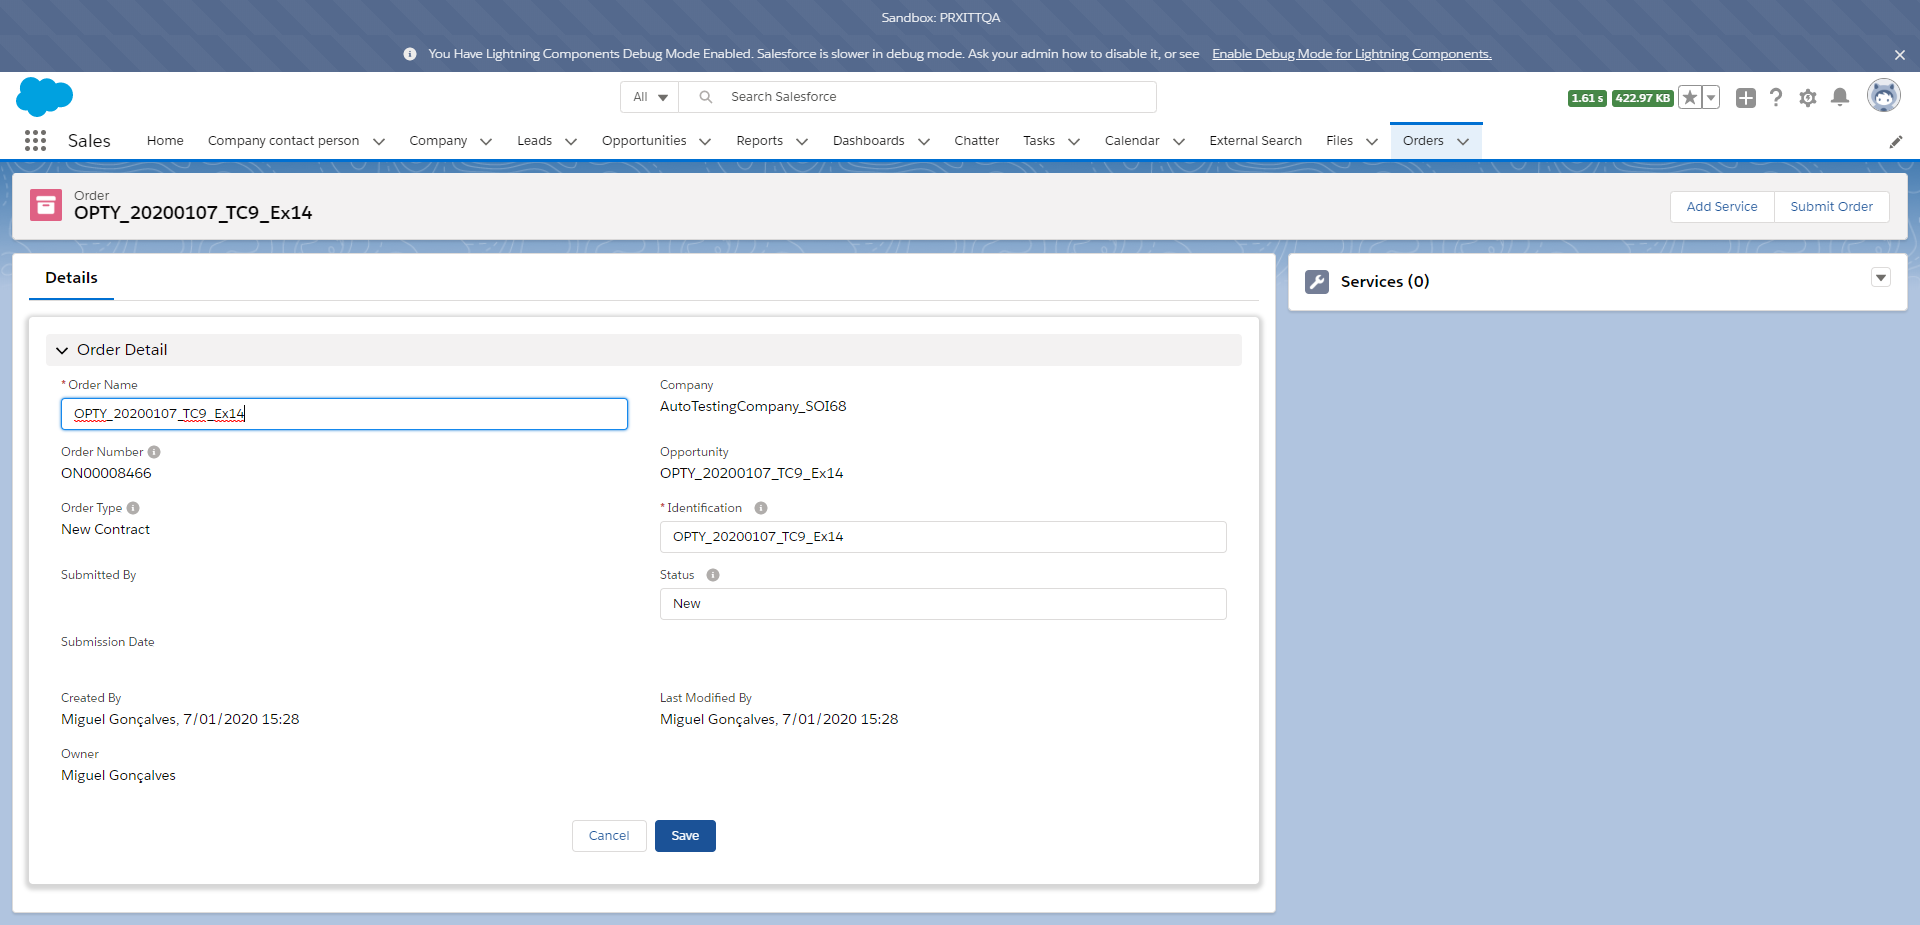 Sandbox: PRXITTQA
You Have Lightning Components Debug Mode Enabled. Salesforce is slower in debug mode. Ask your admin how to disable it, or see Enable Debug Mode for Lightning Components.
All Search Salesforce 1.61 s 422.97 KB
Sales Home Company contact person Company Leads Opportunities Reports Dashboards Chatter Tasks Calendar External Search Files Orders
Order
OPTY_20200107_TC9_Ex14
Add Service Submit Order
Details
Services (0)
Order Detail
* Order Name
OPTY_20200107_TC9_Ex14
Company
AutoTestingCompany_SOI68
Order Number
ON00008466
Opportunity
OPTY_20200107_TC9_Ex14
Order Type
New Contract
* Identification
OPTY_20200107_TC9_Ex14
Submitted By
Status
New
Submission Date
Created By
Miguel Gonçalves, 7/01/2020 15:28
Last Modified By
Miguel Gonçalves, 7/01/2020 15:28
Owner
Miguel Gonçalves
Cancel Save